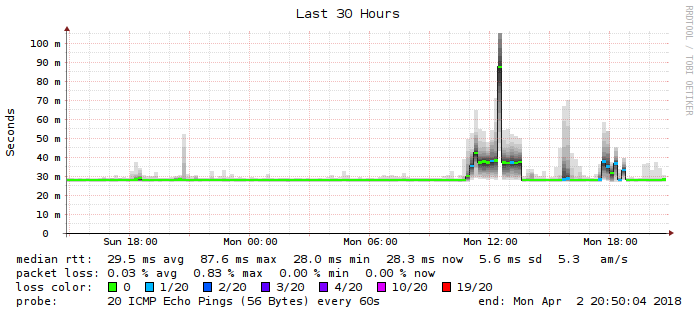 Last 30 Hours
RRDTOOL / TOBI OETIKER
Seconds
100 m
90 m
80 m
70 m
60 m
50 m
40 m
30 m
20 m
10 m
0
Sun 18:00 Mon 00:00 Mon 06:00 Mon 12:00 Mon 18:00
median rtt: 29.5 ms avg 87.6 ms max 28.0 ms min 28.3 ms now 5.6 ms sd 5.3 am/s
packet loss: 0.03 % avg 0.83 % max 0.00 % min 0.00 % now
loss color: 0 1/20 2/20 3/20 4/20 10/20 19/20
probe: 20 ICMP Echo Pings (56 Bytes) every 60s end: Mon Apr 2 20:50:04 2018